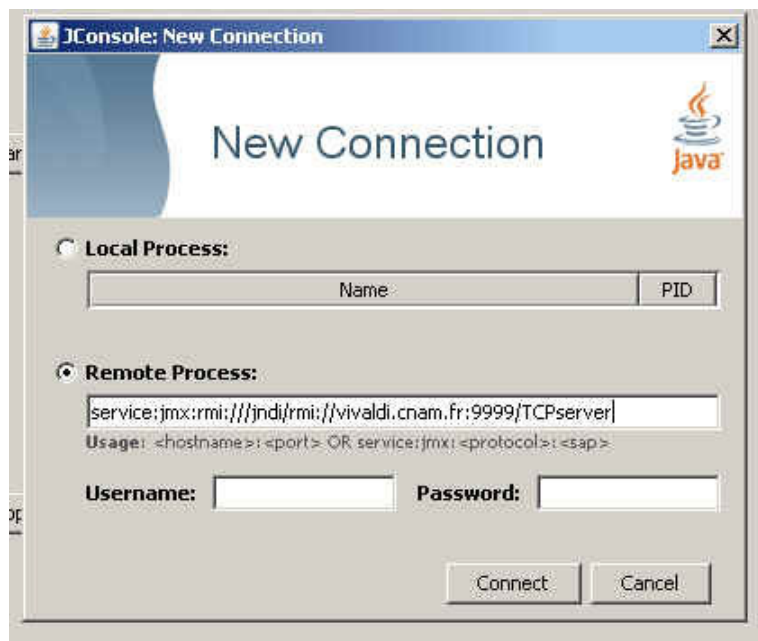 JConsole: New Connection
New Connection
Java
Local Process:
Name PID
Remote Process:
service:jmx:rmi:///jndi/rmi://vivaldi.cnam.fr:9999/TCPserver
Usage: <hostname>:<port> OR service:jmx:<protocol>:<sap>
Username: Password:
Connect Cancel